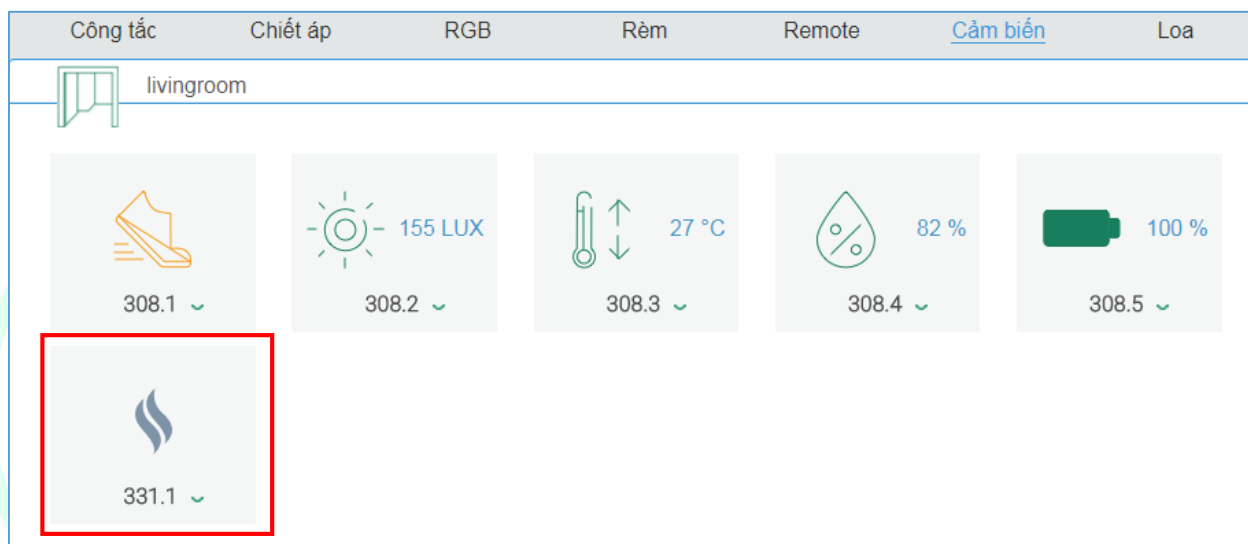 Công tắc Chiết áp RGB Rèm Remote Cảm biến Loa
livingroom
155 LUX 27 °C 82 % 100 %
308.1 308.2 308.3 308.4 308.5
331.1